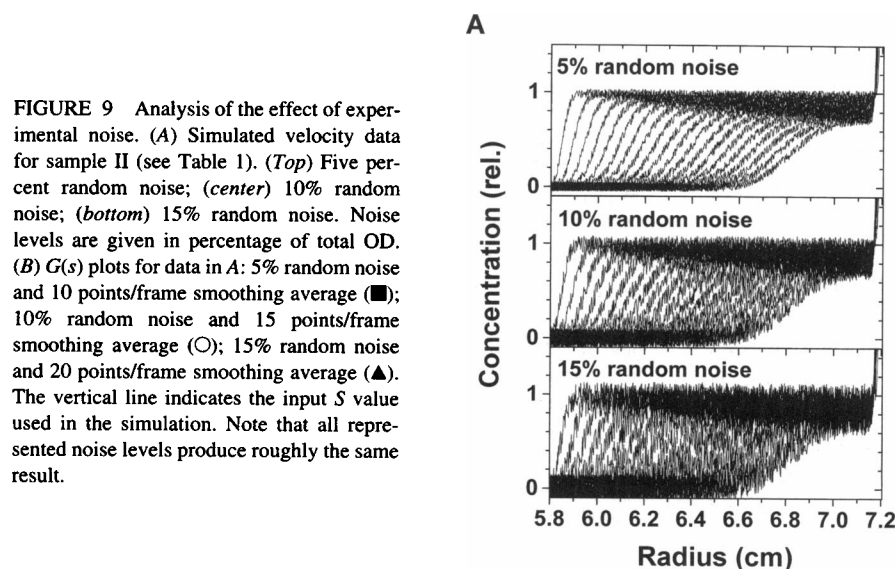 FIGURE 9 Analysis of the effect of exper-
imental noise. (A) Simulated velocity data
for sample II (see Table 1). (Top) Five per-
cent random noise; (center) 10% random
noise; (bottom) 15% random noise. Noise
levels are given in percentage of total OD.
(B) G(s) plots for data in A: 5% random noise
and 10 points/frame smoothing average (■);
10% random noise and 15 points/frame
smoothing average (○); 15% random noise
and 20 points/frame smoothing average (▲).
The vertical line indicates the input S value
used in the simulation. Note that all repre-
sented noise levels produce roughly the same
result.
A
Concentration (rel.)
5% random noise
1
0
10% random noise
1
0
15% random noise
1
0
5.8 6.0 6.2 6.4 6.6 6.8 7.0 7.2
Radius (cm)